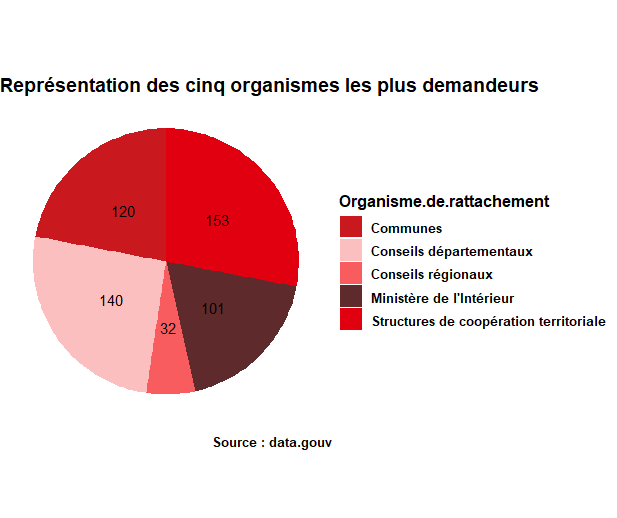 Représentation des cinq organismes les plus demandeurs
120
153
140
101
32
Organisme.de.rattachement
Communes
Conseils départementaux
Conseils régionaux
Ministère de l'Intérieur
Structures de coopération territoriale
Source : data.gouv